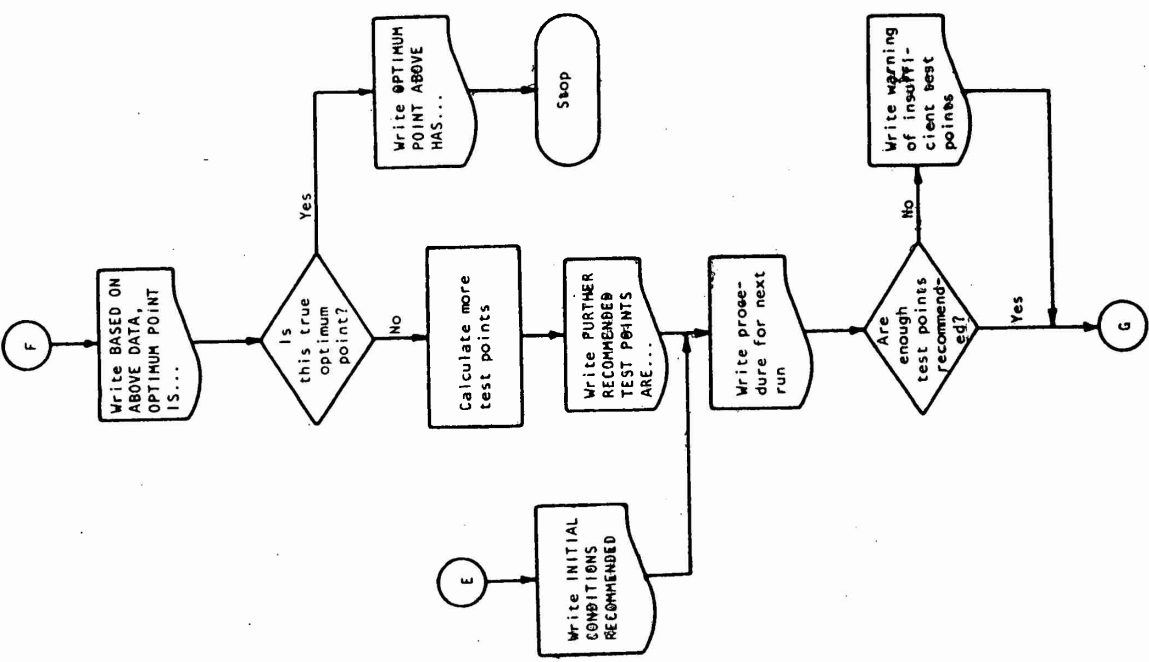 F
Write BASED ON
ABOVE DATA,
OPTIMUM POINT
IS...
Is
this true
optimum
point?
Yes
Write OPTIMUM
POINT ABOVE
HAS...
Stop
No
Calculate more
test points
Write FURTHER
RECOMMENDED
TEST POINTS
ARE...
E
Write INITIAL
CONDITIONS
RECOMMENDED
Write proce-
dure for next
run
Are
enough
test points
recommend-
ed?
No
Write warning
of insuffi-
cient test
points
Yes
G